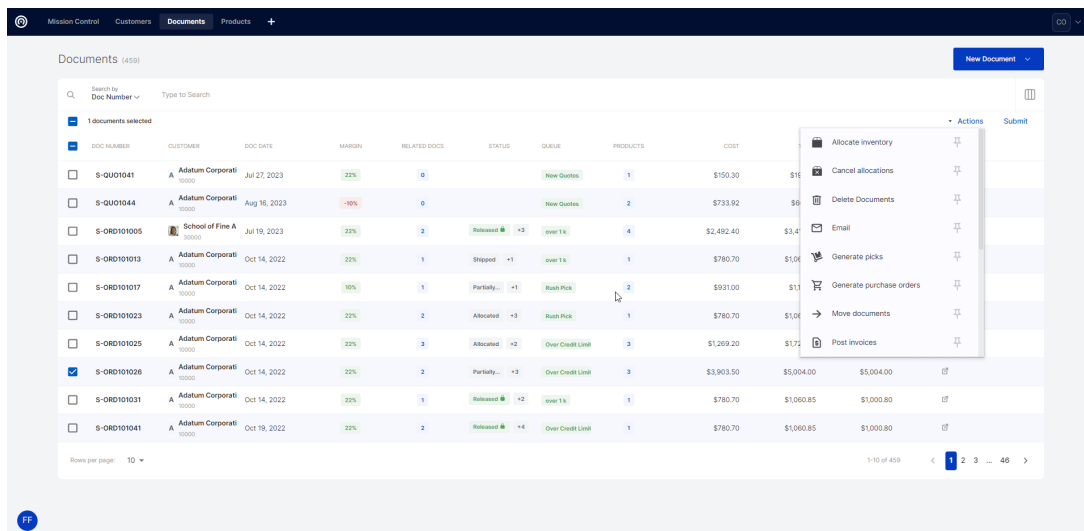 Mission Control Customers Documents Products + CO
Documents (459) New Document
Search by
Doc Number Type to Search
1 documents selected Actions Submit
DOC NUMBER CUSTOMER DOC DATE MARGIN RELATED DOCS STATUS QUEUE PRODUCTS COST
Allocate inventory
S-QUO1041 A Adatum Corporati Jul 27, 2023 22% 0 New Quotes 1 $150.30
10000
Cancel allocations
S-QUO1044 A Adatum Corporati Aug 16, 2023 -10% 0 New Quotes 2 $733.92
10000
Delete Documents
S-ORD101005 School of Fine A Jul 19, 2023 22% 2 Released +3 over 1 k 4 $2,492.40
30000
Email
S-ORD101013 A Adatum Corporati Oct 14, 2022 22% 1 Shipped +1 over 1 k 1 $780.70
10000
Generate picks
S-ORD101017 A Adatum Corporati Oct 14, 2022 10% 1 Partially... +1 Rush Pick 2 $931.00
10000
Generate purchase orders
S-ORD101023 A Adatum Corporati Oct 14, 2022 22% 2 Allocated +3 Rush Pick 1 $780.70
10000
Move documents
S-ORD101025 A Adatum Corporati Oct 14, 2022 22% 3 Allocated +2 Over Credit Limit 3 $1,269.20
10000
Post invoices
S-ORD101026 A Adatum Corporati Oct 14, 2022 22% 2 Partially... +3 Over Credit Limit 3 $3,903.50 $5,004.00 $5,004.00
10000
S-ORD101031 A Adatum Corporati Oct 14, 2022 22% 1 Released +2 over 1 k 1 $780.70 $1,060.85 $1,000.80
10000
S-ORD101041 A Adatum Corporati Oct 19, 2022 22% 2 Released +4 Over Credit Limit 1 $780.70 $1,060.85 $1,000.80
10000
Rows per page: 10 1-10 of 459 < 1 2 3 ... 46 >
FF